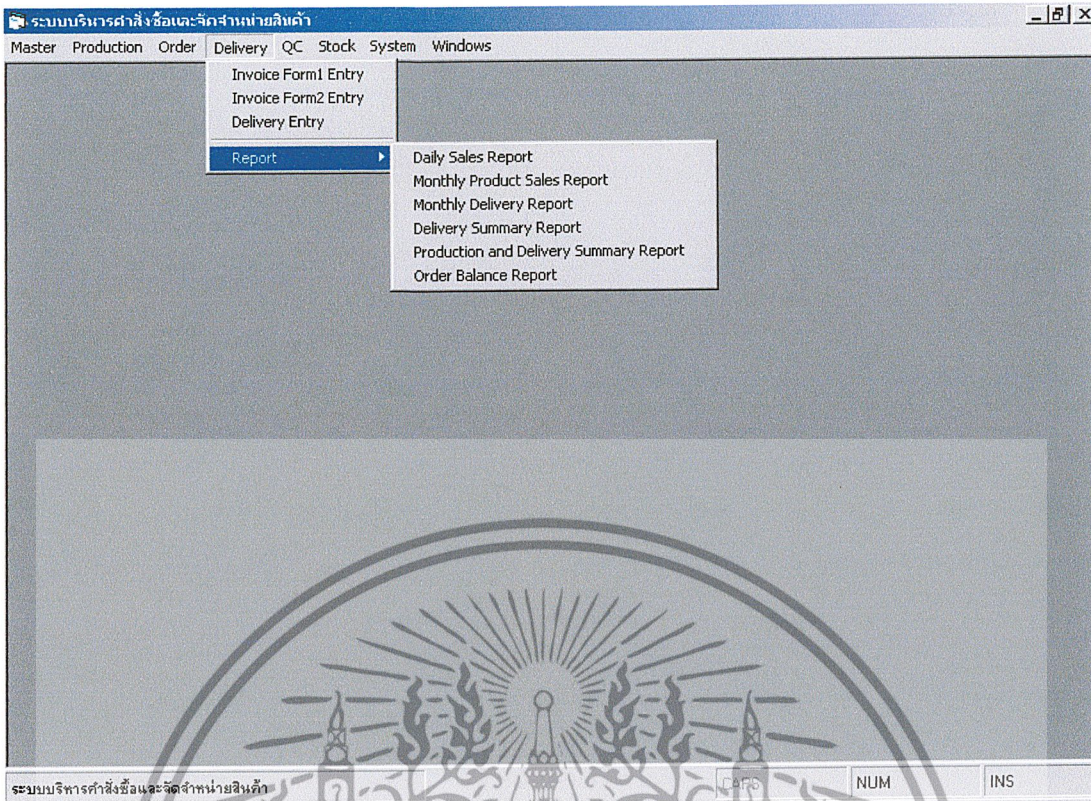 ระบบบริหารคำสั่งซื้อและจัดจำหน่ายสินค้า
Master Production Order Delivery QC Stock System Windows
Invoice Form1 Entry
Invoice Form2 Entry
Delivery Entry
Report
Daily Sales Report
Monthly Product Sales Report
Monthly Delivery Report
Delivery Summary Report
Production and Delivery Summary Report
Order Balance Report
ระบบบริหารคำสั่งซื้อและจัดจำหน่ายสินค้า CAPS NUM INS